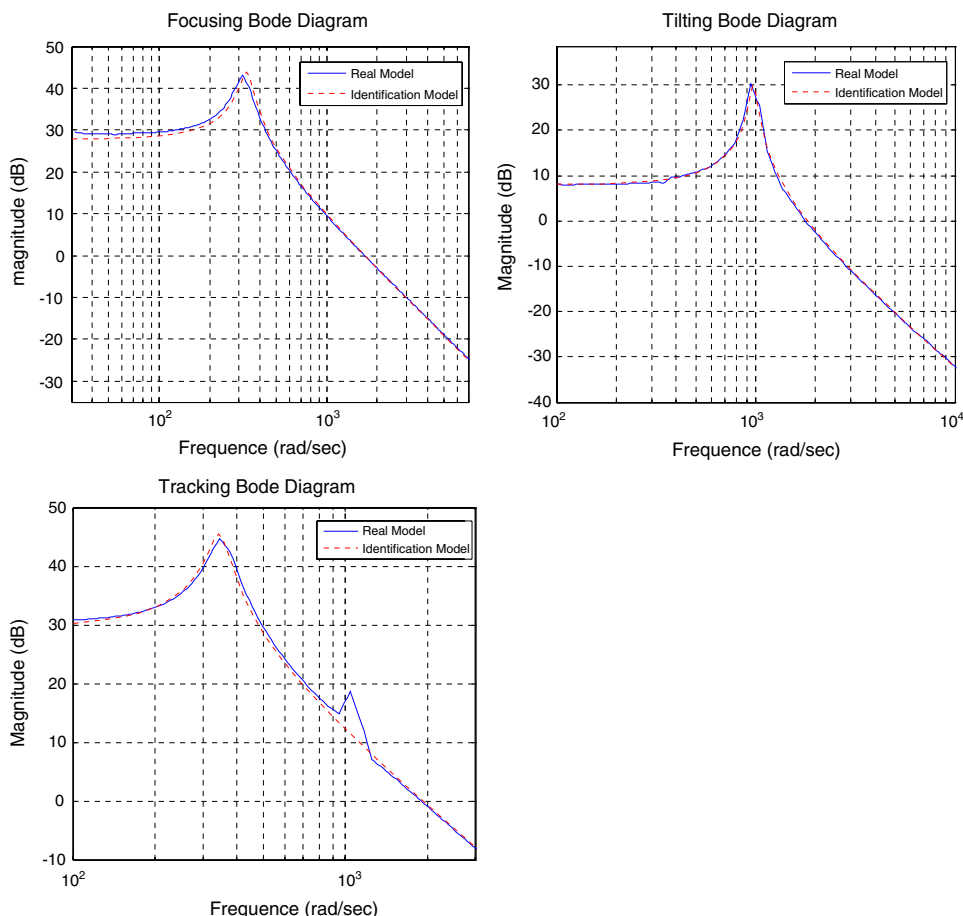 Focusing Bode Diagram
magnitude (dB)
50
40
30
20
10
0
-10
-20
-30
Real Model
Identification Model
10^2
10^3
Frequence (rad/sec)
Tilting Bode Diagram
Magnitude (dB)
30
20
10
0
-10
-20
-30
-40
Real Model
Identification Model
10^2
10^3
10^4
Frequence (rad/sec)
Tracking Bode Diagram
Magnitude (dB)
50
40
30
20
10
0
-10
Real Model
Identification Model
10^2
10^3
Frequence (rad/sec)